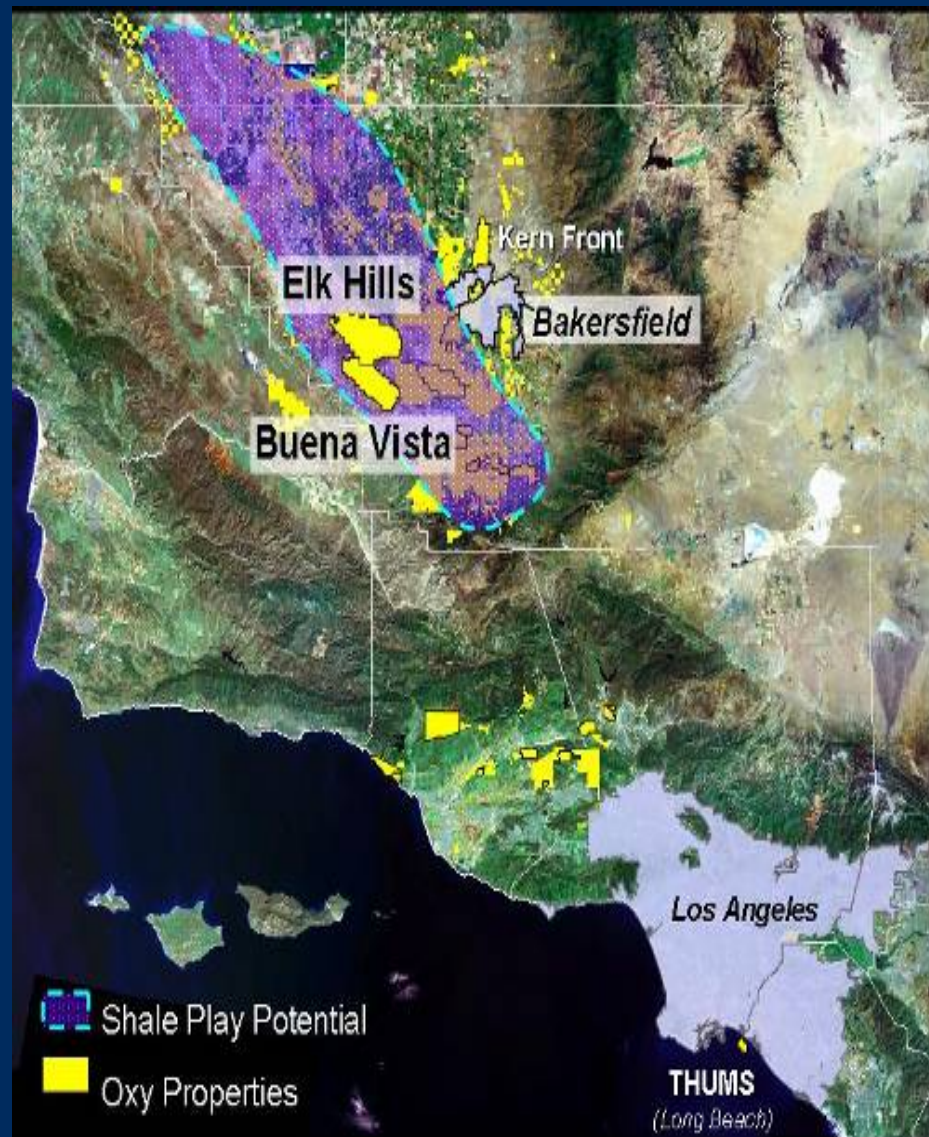 Kern Front
Elk Hills
Bakersfield
Buena Vista
Los Angeles
Shale Play Potential
Oxy Properties
THUMS
(Long Beach)